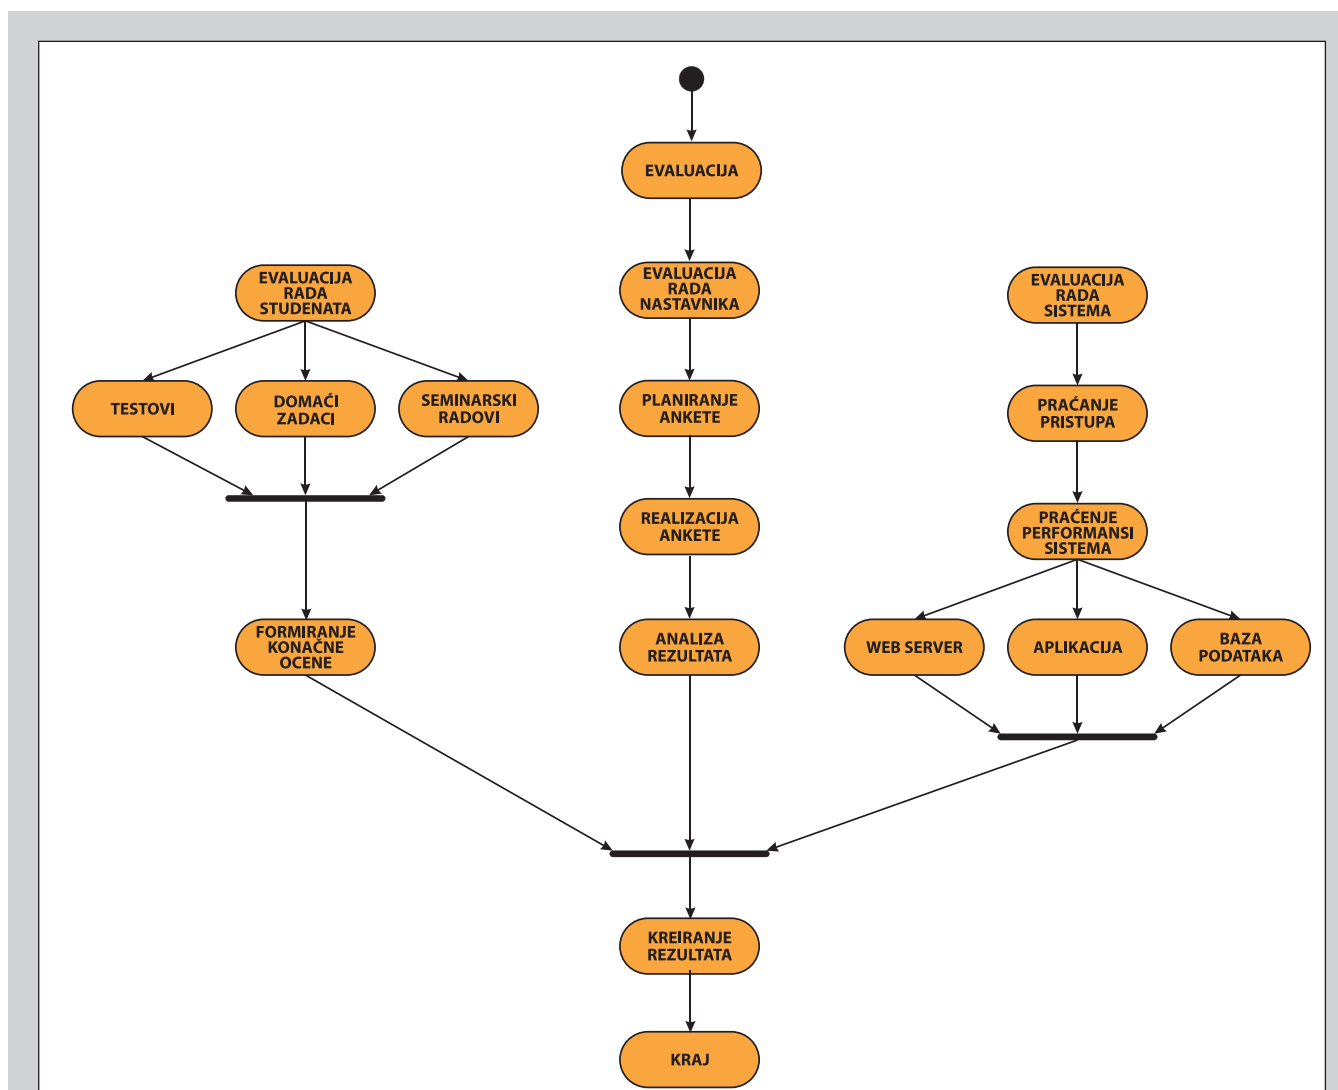 EVALUACIJA
EVALUACIJA
RADA
STUDENATA
EVALUACIJA
RADA
NASTAVNIKA
EVALUACIJA
RADA
SISTEMA
TESTOVI
DOMAĆI
ZADACI
SEMINARSKI
RADOVI
PLANIRANJE
ANKETE
PRAĆANJE
PRISTUPA
REALIZACIJA
ANKETE
PRAĆENJE
PERFORMANSI
SISTEMA
FORMIRANJE
KONAČNE
OCENE
ANALIZA
REZULTATA
WEB SERVER
APLIKACIJA
BAZA
PODATAKA
KREIRANJE
REZULTATA
KRAJ